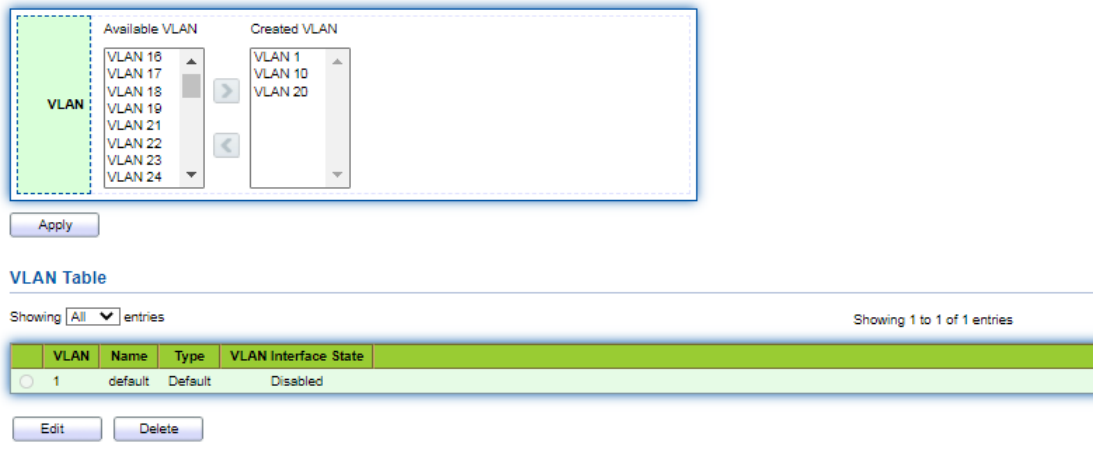 Available VLAN Created VLAN
VLAN
VLAN 16
VLAN 17
VLAN 18
VLAN 19
VLAN 21
VLAN 22
VLAN 23
VLAN 24
VLAN 1
VLAN 10
VLAN 20
Apply
VLAN Table
Showing All entries
Showing 1 to 1 of 1 entries
VLAN Name Type VLAN Interface State
1 default Default Disabled
Edit Delete